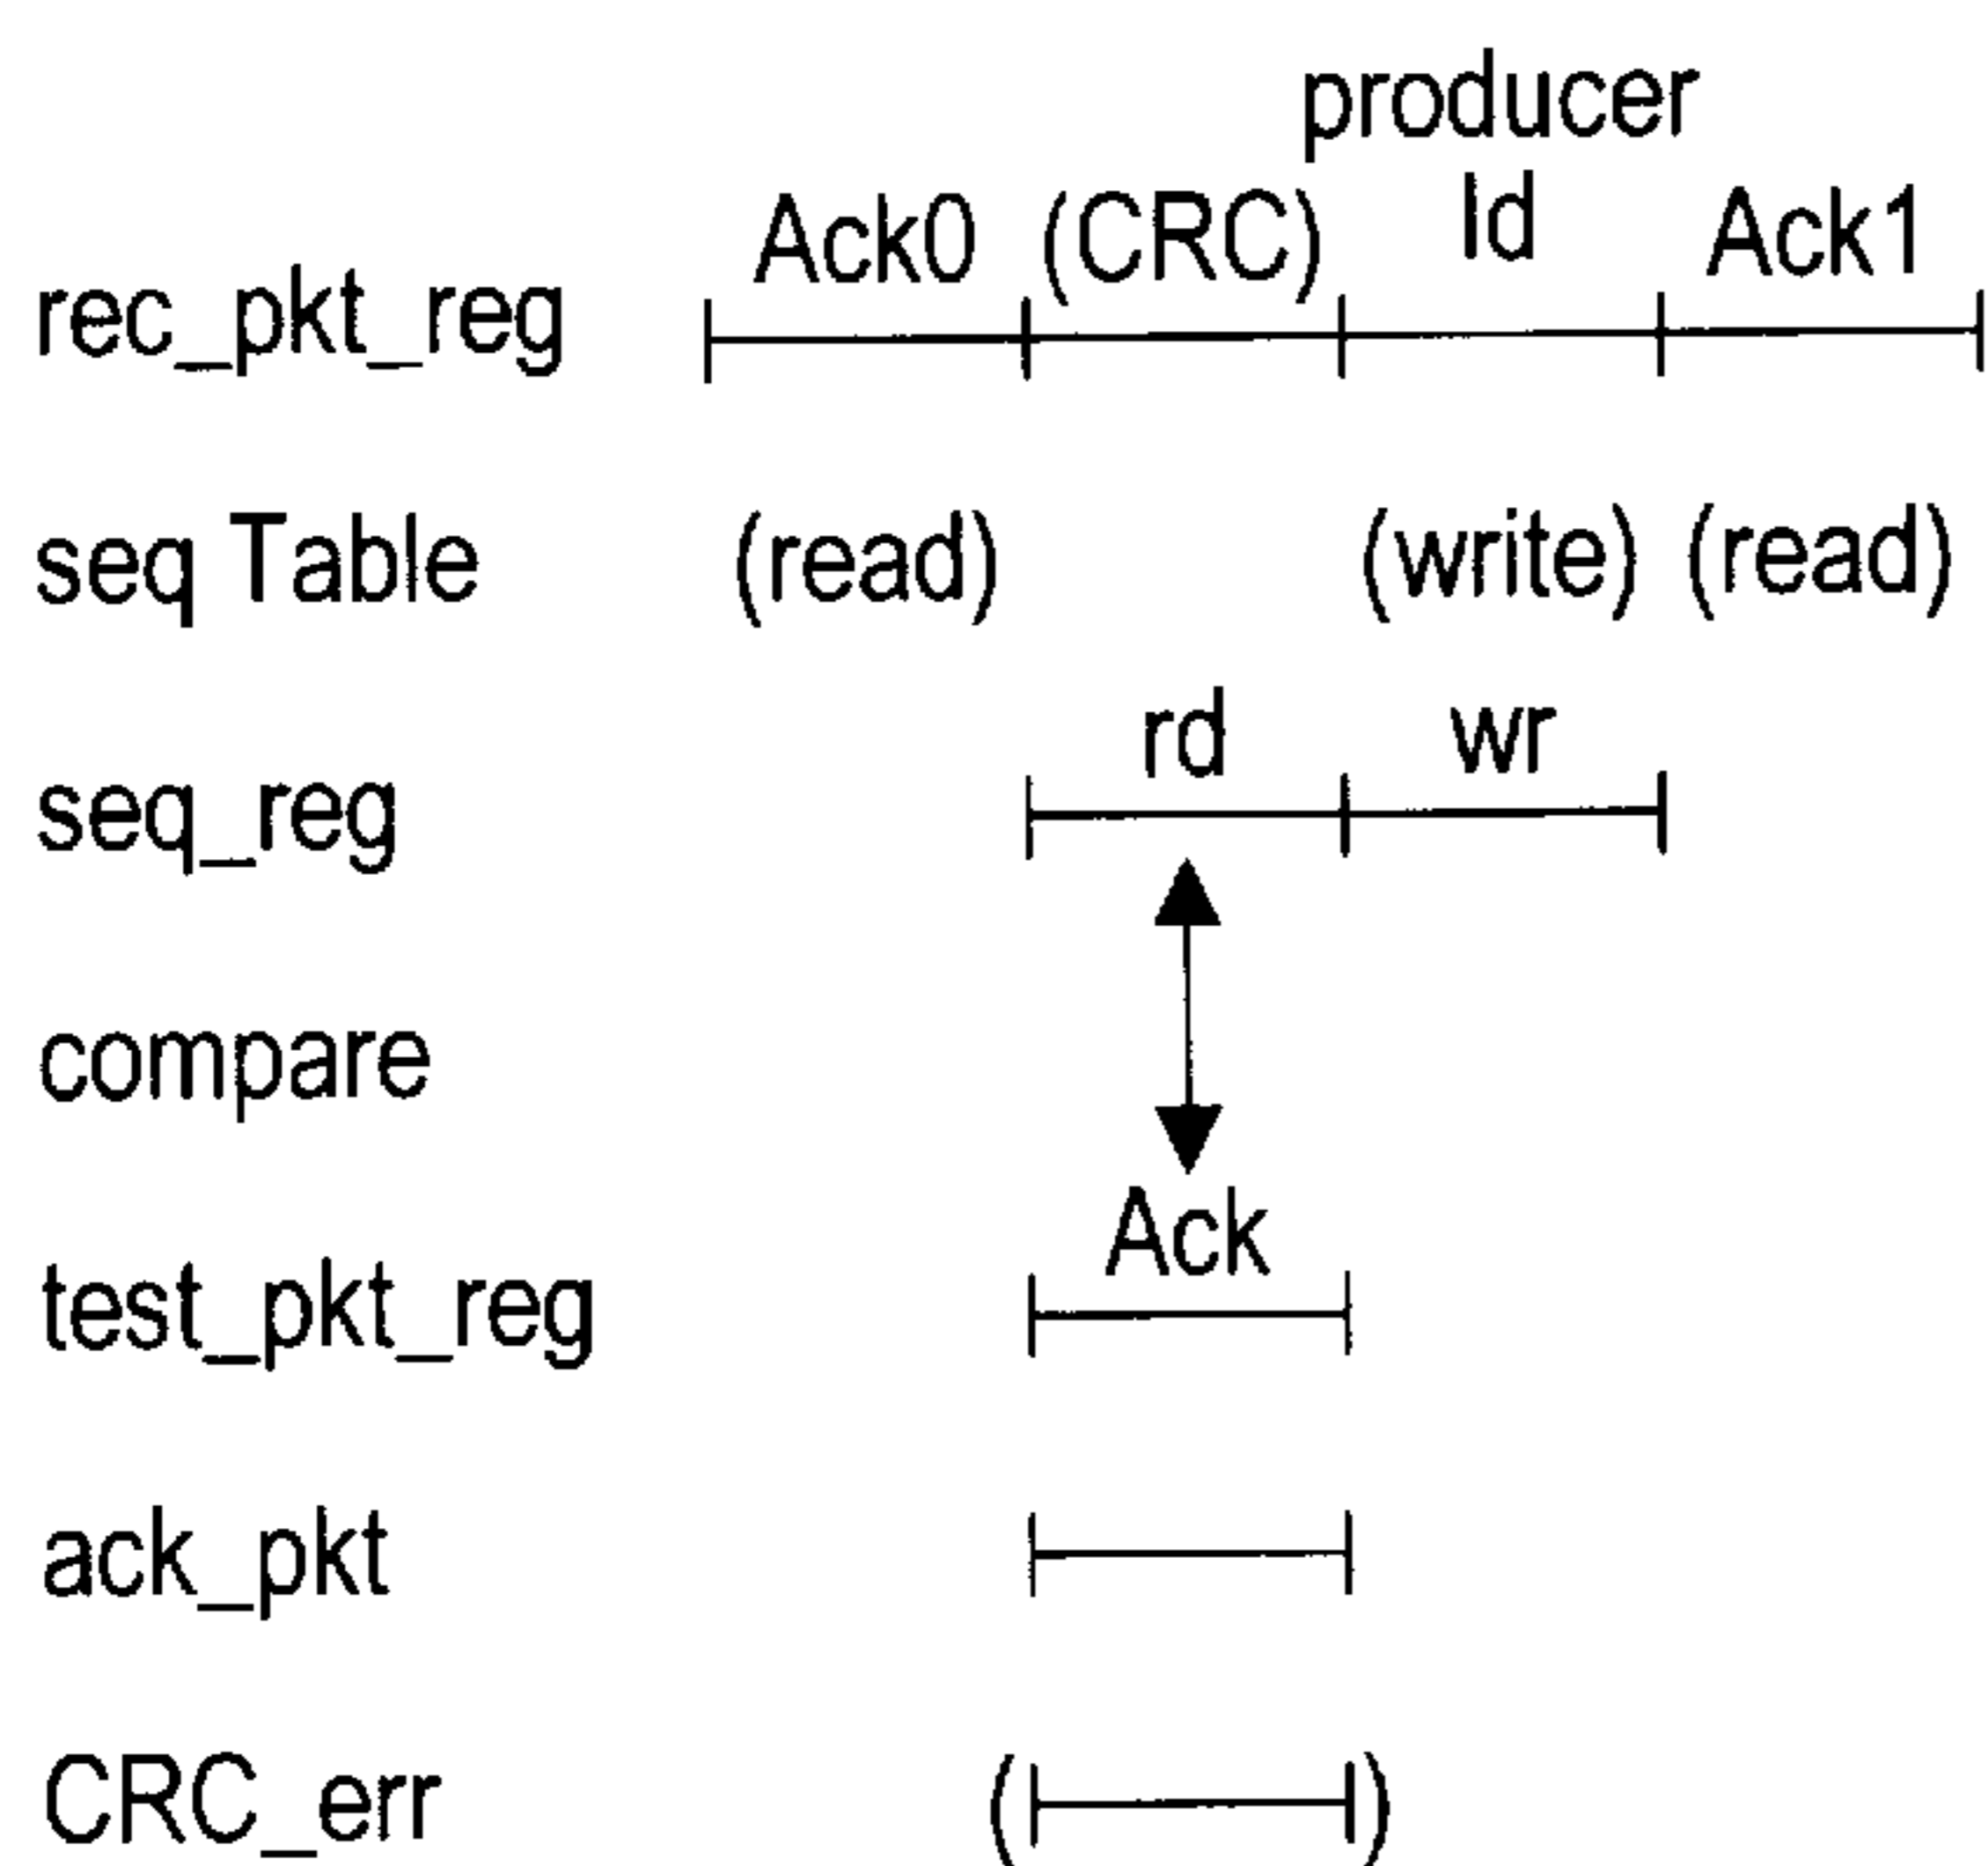 producer
Ack0 (CRC) Id Ack1
rec_pkt_reg
seq Table (read) (write) (read)
rd wr
seq_reg
compare
Ack
test_pkt_reg
ack_pkt
CRC_err ( )